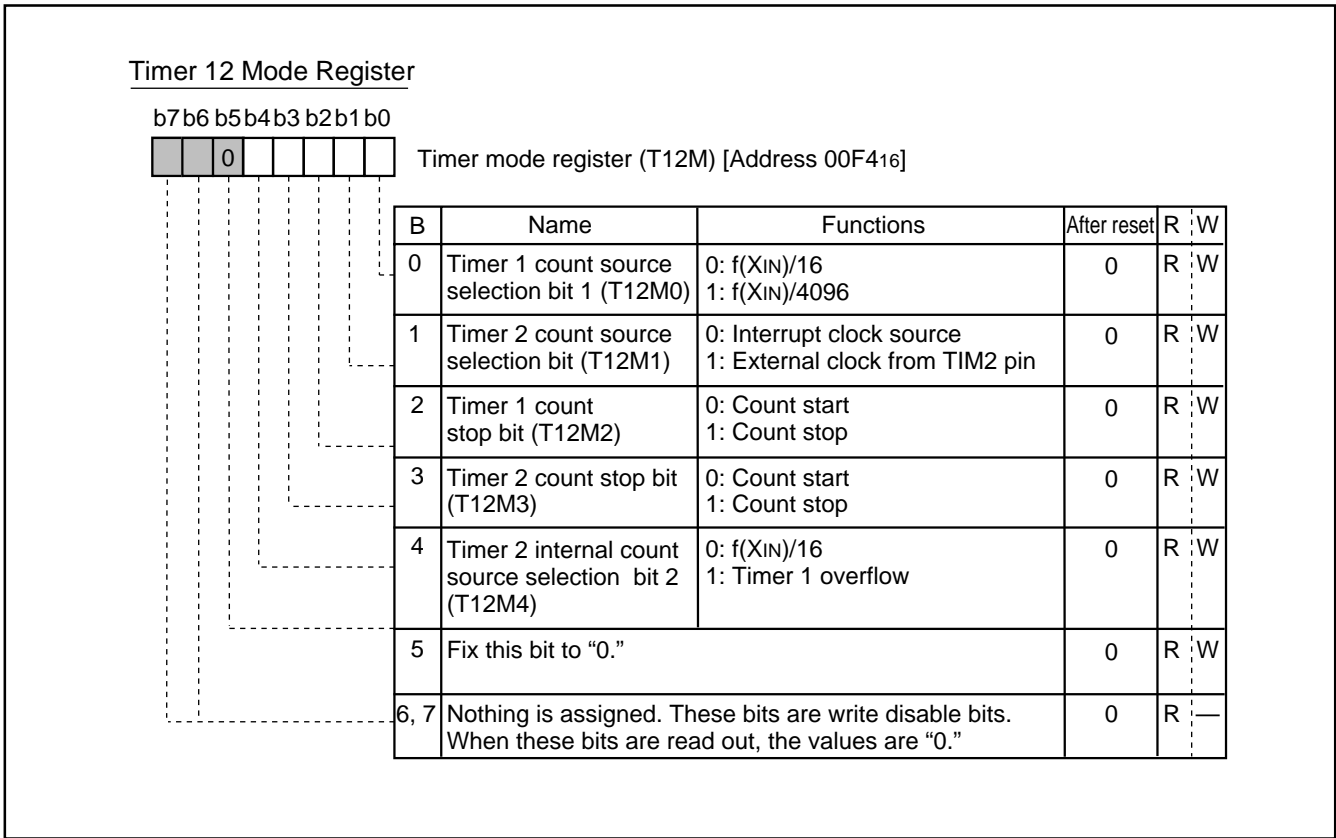 Timer 12 Mode Register
b7 b6 b5 b4 b3 b2 b1 b0
0
Timer mode register (T12M) [Address 00F416]
B Name Functions After reset R W
0 Timer 1 count source 0: f(XIN)/16 0 R W
selection bit 1 (T12M0) 1: f(XIN)/4096
1 Timer 2 count source 0: Interrupt clock source 0 R W
selection bit (T12M1) 1: External clock from TIM2 pin
2 Timer 1 count 0: Count start 0 R W
stop bit (T12M2) 1: Count stop
3 Timer 2 count stop bit 0: Count start 0 R W
(T12M3) 1: Count stop
4 Timer 2 internal count 0: f(XIN)/16 0 R W
source selection bit 2 1: Timer 1 overflow
(T12M4)
5 Fix this bit to “0.” 0 R W
6, 7 Nothing is assigned. These bits are write disable bits. 0 R —
When these bits are read out, the values are “0.”